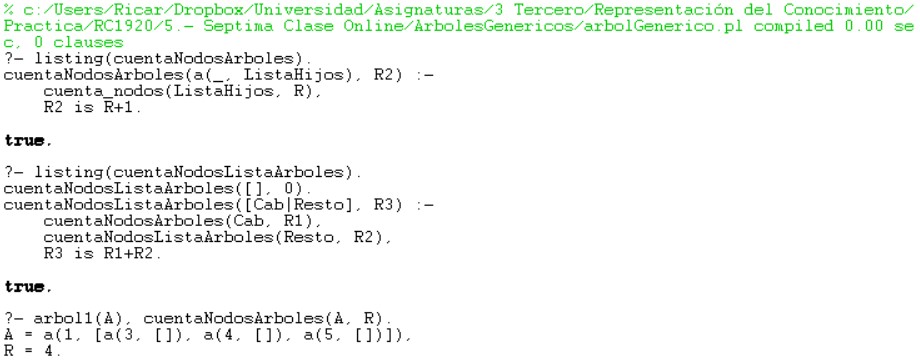 % c:/Users/Ricar/Dropbox/Universidad/Asignaturas/3 Tercero/Representación del Conocimiento/
Practica/RC1920/5.- Septima Clase Online/ArbolesGenericos/arbolGenerico.pl compiled 0.00 se
c, 0 clauses
?- listing(cuentaNodosArboles).
cuentaNodosArboles(a(_, ListaHijos), R2) :-
    cuenta_nodos(ListaHijos, R),
    R2 is R+1.

true.

?- listing(cuentaNodosListaArboles).
cuentaNodosListaArboles([], 0).
cuentaNodosListaArboles([Cab|Resto], R3) :-
    cuentaNodosArboles(Cab, R1),
    cuentaNodosListaArboles(Resto, R2),
    R3 is R1+R2.

true.

?- arbol1(A), cuentaNodosArboles(A, R).
A = a(1, [a(3, []), a(4, []), a(5, [])]),
R = 4.